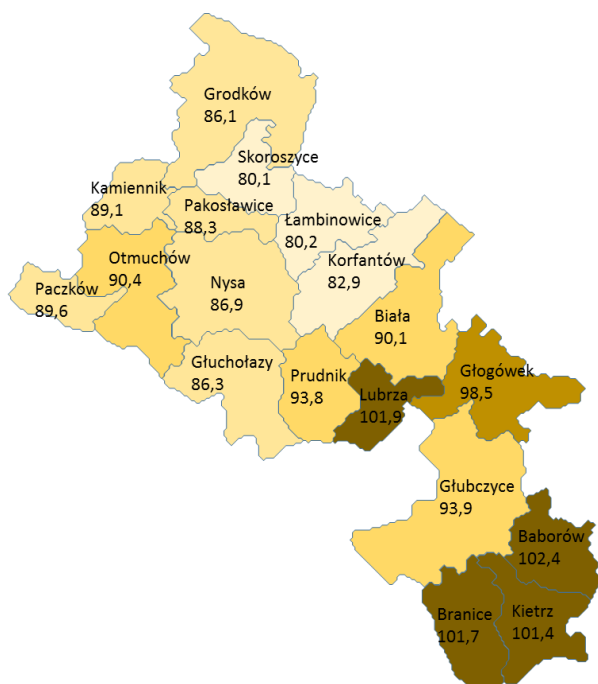 Grodków
86,1
Skoroszyce
80,1
Kamiennik
89,1
Pakosławice
88,3
Łambinowice
80,2
Otmuchów
90,4
Korfantów
82,9
Paczków
89,6
Nysa
86,9
Biała
90,1
Głuchołazy
86,3
Prudnik
93,8
Lubrza
101,9
Głogówek
98,5
Głubczyce
93,9
Baborów
102,4
Branice
101,7
Kietrz
101,4